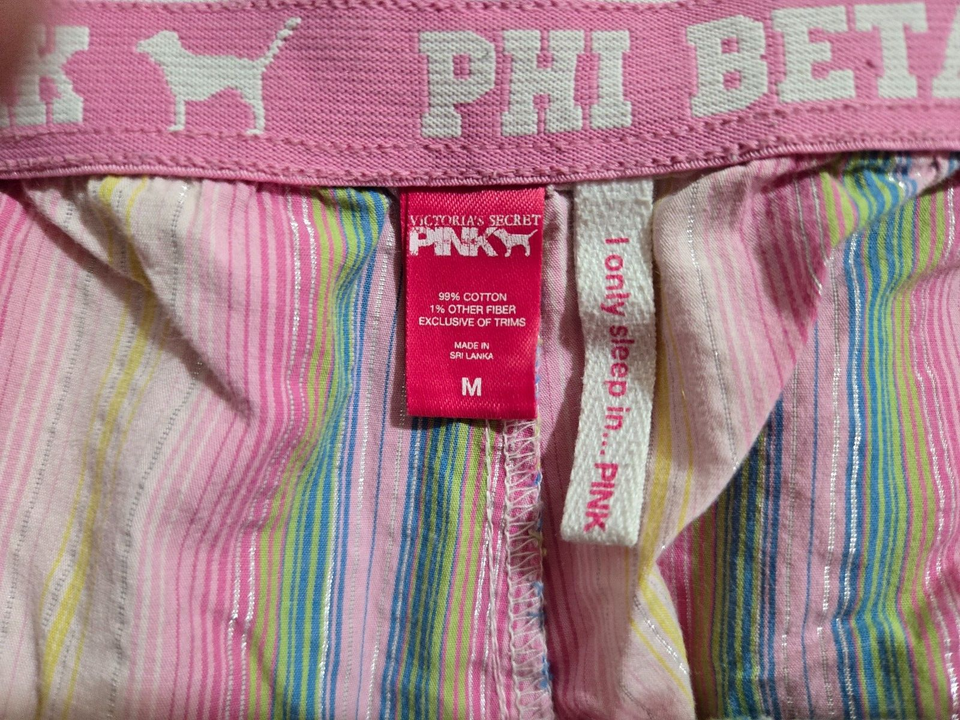 K PHI BETA
VICTORIA'S SECRET
PINK
99% COTTON
1% OTHER FIBER
EXCLUSIVE OF TRIMS
MADE IN
SRI LANKA
M
I only sleep in... PINK